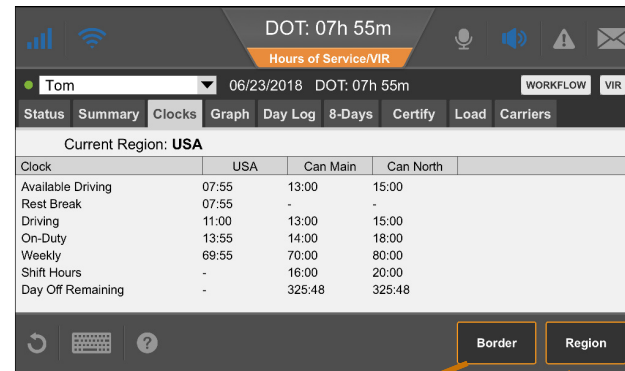 DOT: 07h 55m
Hours of Service/VIR
Tom 06/23/2018 DOT: 07h 55m WORKFLOW VIR
Status Summary Clocks Graph Day Log 8-Days Certify Load Carriers
Current Region: USA
Clock USA Can Main Can North
Available Driving 07:55 13:00 15:00
Rest Break 07:55 - -
Driving 11:00 13:00 15:00
On-Duty 13:55 14:00 18:00
Weekly 69:55 70:00 80:00
Shift Hours - 16:00 20:00
Day Off Remaining - 325:48 325:48
? Border Region